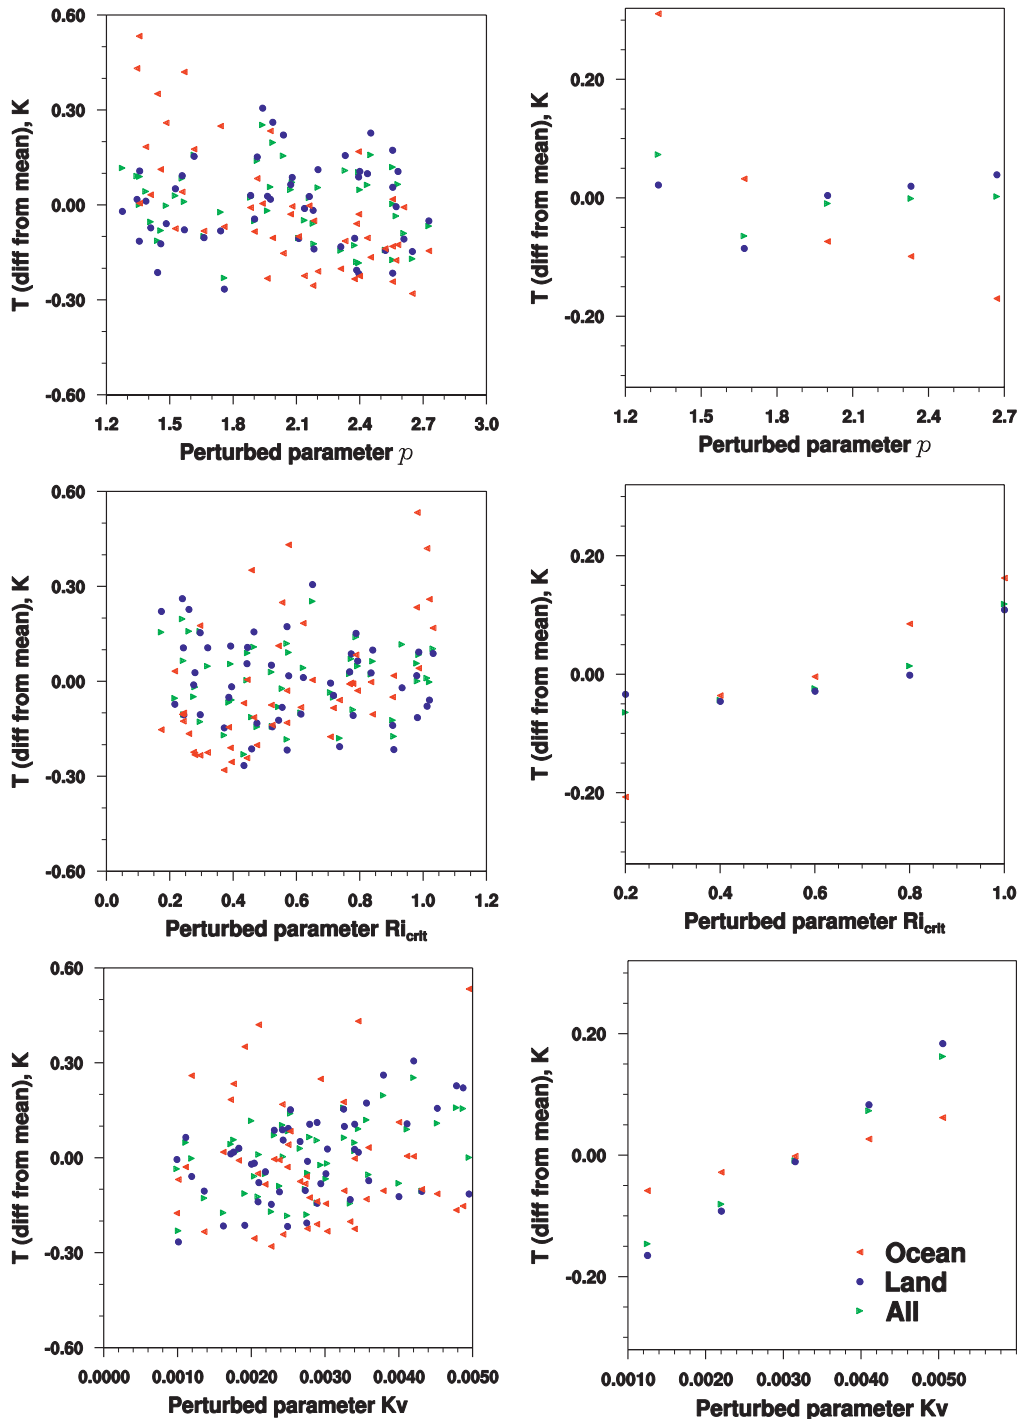 0.60
0.30
0.00
-0.30
-0.60
T (diff from mean), K
1.2 1.5 1.8 2.1 2.4 2.7 3.0
Perturbed parameter p
0.20
0.00
-0.20
T (diff from mean), K
1.2 1.5 1.8 2.1 2.4 2.7
Perturbed parameter p
0.60
0.30
0.00
-0.30
-0.60
T (diff from mean), K
0.0 0.2 0.4 0.6 0.8 1.0 1.2
Perturbed parameter Ri_crit
0.20
0.00
-0.20
T (diff from mean), K
0.2 0.4 0.6 0.8 1.0
Perturbed parameter Ri_crit
0.60
0.30
0.00
-0.30
-0.60
T (diff from mean), K
0.0000 0.0010 0.0020 0.0030 0.0040 0.0050
Perturbed parameter Kv
0.20
0.00
-0.20
T (diff from mean), K
Ocean
Land
All
0.0010 0.0020 0.0030 0.0040 0.0050
Perturbed parameter Kv